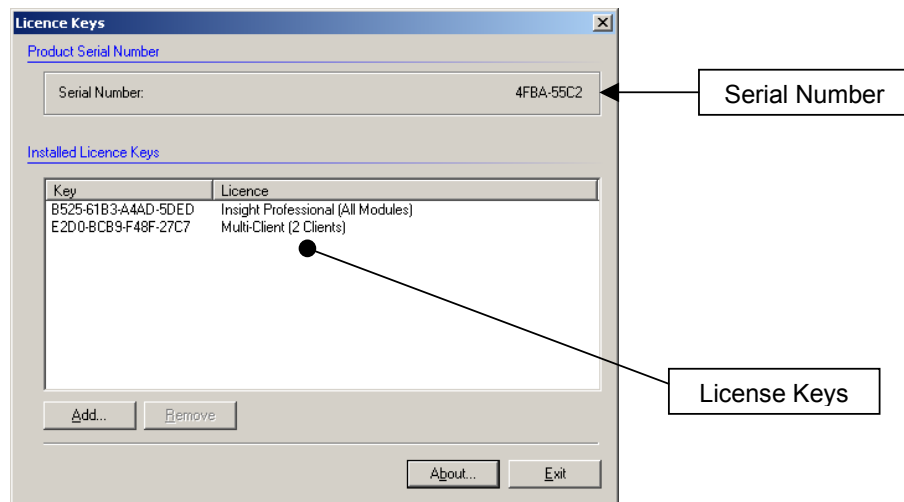 Licence Keys
Product Serial Number
Serial Number: 4FBA-55C2
Serial Number
Installed Licence Keys
Key Licence
B525-61B3-A4AD-5DED Insight Professional (All Modules)
E2D0-BCB9-F48F-27C7 Multi-Client (2 Clients)
License Keys
Add... Remove
About... Exit